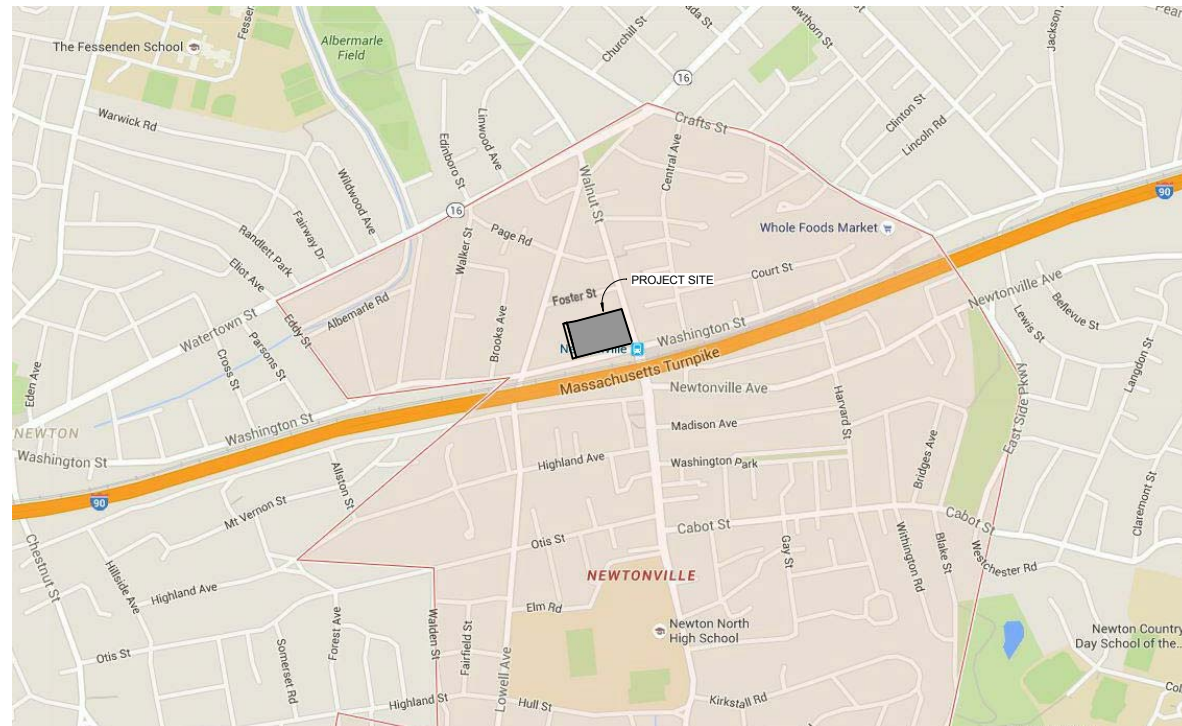 The Fessenden School
Albermarle
Field
Churchill St
16
Warwick Rd
Edinboro St
Linwood Ave
Crafts St
Central Ave
Clinton St
Lincoln Rd
Jackson
Wildwood Ave
Walnut St
16
90
Fairway Dr
Randlett Park
Eliot Ave
Walker St
Page Rd
Whole Foods Market
Court St
PROJECT SITE
Foster St
Albemarle Rd
Eddy St
Watertown St
Parsons St
Cross St
Brooks Ave
Washington St
Massachusetts Turnpike
Newtonville Ave
Lewis St
Bellevue St
Langdon St
East Side Pkwy
Newtonville Ave
Harvard St
Eden Ave
NEWTON
Washington St
Washington St
Madison Ave
Highland Ave
Washington Park
Bridges Ave
Allston St
90
Mt Vernon St
Cabot St
Cabot St
Claremont St
Chestnut St
Hillside Ave
Highland Ave
Otis St
Gay St
Withington Rd
Blake St
Westchester Rd
NEWTONVILLE
Elm Rd
Newton North
High School
Newton Country
Day School of the...
Otis St
Somerset Rd
Forest Ave
Walden St
Fairfield St
Lowell Ave
Highland St
Hull St
Kirkstall Rd